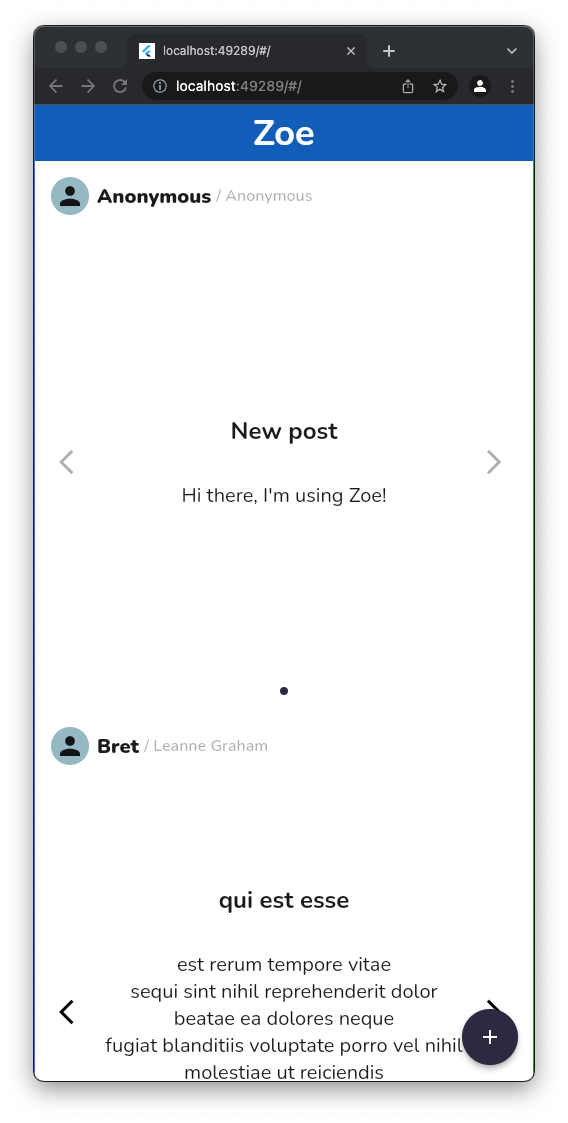 localhost:49289/#/
localhost:49289/#/
Zoe
Anonymous / Anonymous
New post
Hi there, I'm using Zoe!
Bret / Leanne Graham
qui est esse
est rerum tempore vitae
sequi sint nihil reprehenderit dolor
beatae ea dolores neque
fugiat blanditiis voluptate porro vel nihil
molestiae ut reiciendis